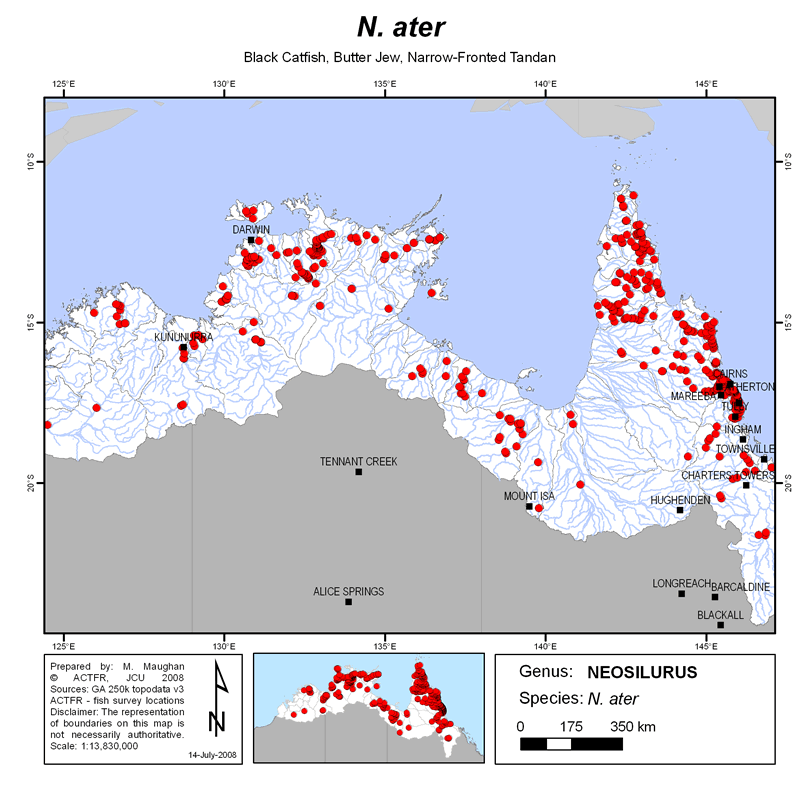 N. ater
Black Catfish, Butter Jew, Narrow-Fronted Tandan
125°E 130°E 135°E 140°E 145°E
10°S 10°S
DARWIN
15°S 15°S
KUNUNURRA
CAIRNS
MAREEBA
TULLY
INGHAM
TOWNSVILLE
TENNANT CREEK
CHARTERS TOWERS
20°S 20°S
MOUNT ISA
HUGHENDEN
ALICE SPRINGS
LONGREACH
BARCALDINE
BLACKALL
125°E 130°E 135°E 140°E 145°E
Prepared by: M. Maughan
© ACTFR, JCU 2008
Sources: GA 250k topodata v3
ACTFR - fish survey locations
Disclaimer: The representation
of boundaries on this map is
not necessarily authoritative.
Scale: 1:13,830,000
N
14-July-2008
Genus: NEOSILURUS
Species: N. ater
0 175 350 km